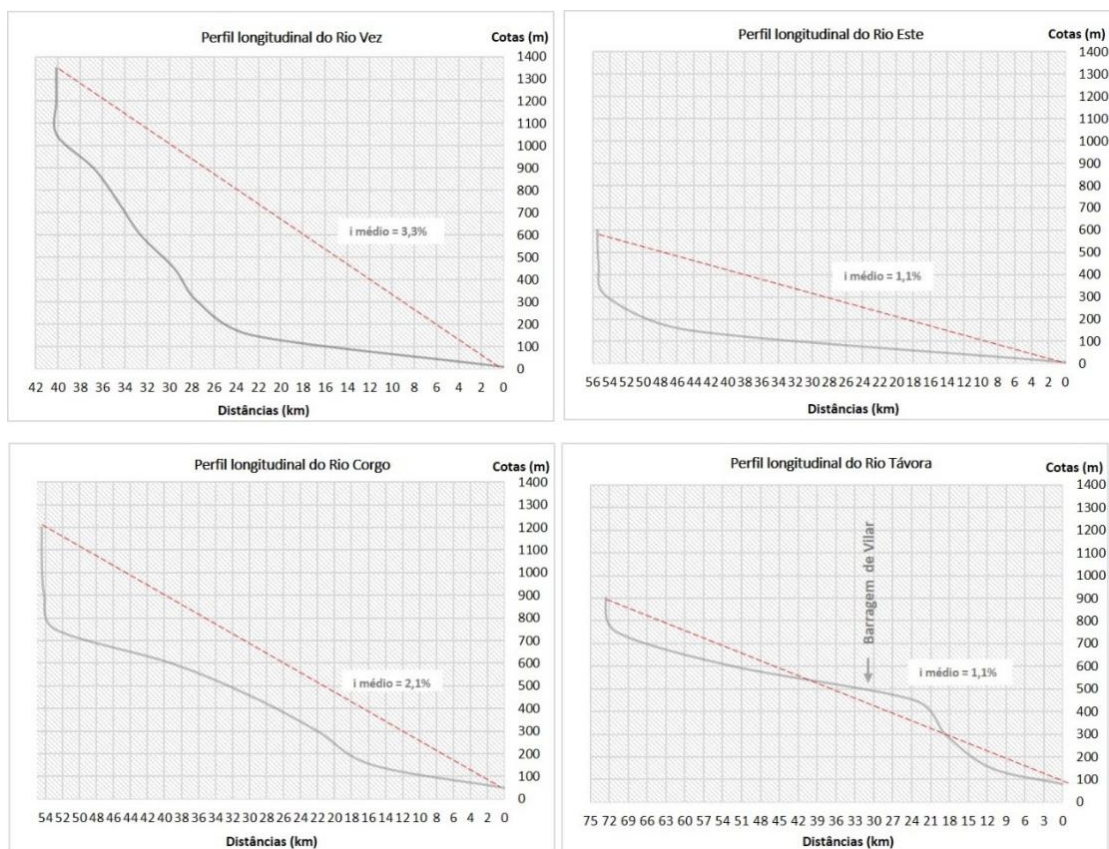 Perfil longitudinal do Rio Vez
Cotas (m)
1400
1300
1200
1100
1000
900
800
700
600
500
400
300
200
100
0
i médio = 3,3%
42 40 38 36 34 32 30 28 26 24 22 20 18 16 14 12 10 8 6 4 2 0
Distâncias (km)
Perfil longitudinal do Rio Este
Cotas (m)
1400
1300
1200
1100
1000
900
800
700
600
500
400
300
200
100
0
i médio = 1,1%
56 54 52 50 48 46 44 42 40 38 36 34 32 30 28 26 24 22 20 18 16 14 12 10 8 6 4 2 0
Distâncias (km)
Perfil longitudinal do Rio Corgo
Cotas (m)
1400
1300
1200
1100
1000
900
800
700
600
500
400
300
200
100
0
i médio = 2,1%
54 52 50 48 46 44 42 40 38 36 34 32 30 28 26 24 22 20 18 16 14 12 10 8 6 4 2 0
Distâncias (km)
Perfil longitudinal do Rio Távora
Cotas (m)
1400
1300
1200
1100
1000
900
800
700
600
500
400
300
200
100
0
Barragem de Vilar
i médio = 1,1%
75 72 69 66 63 60 57 54 51 48 45 42 39 36 33 30 27 24 21 18 15 12 9 6 3 0
Distâncias (km)